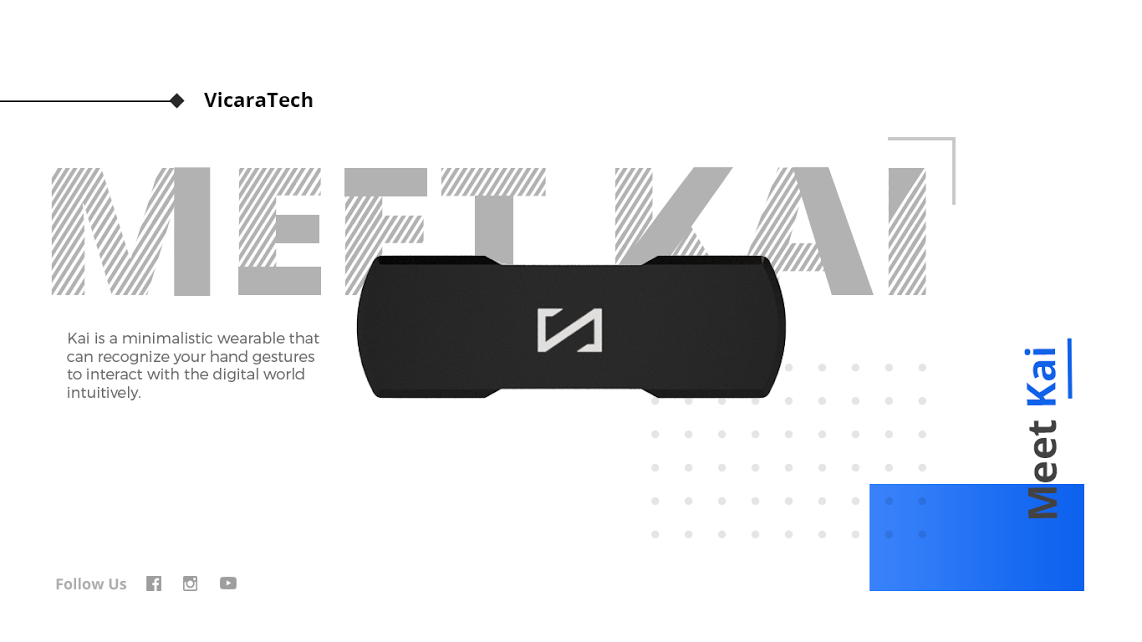 VicaraTech
MEET KAI
Kai is a minimalistic wearable that
can recognize your hand gestures
to interact with the digital world
intuitively.
Meet Kai
Follow Us